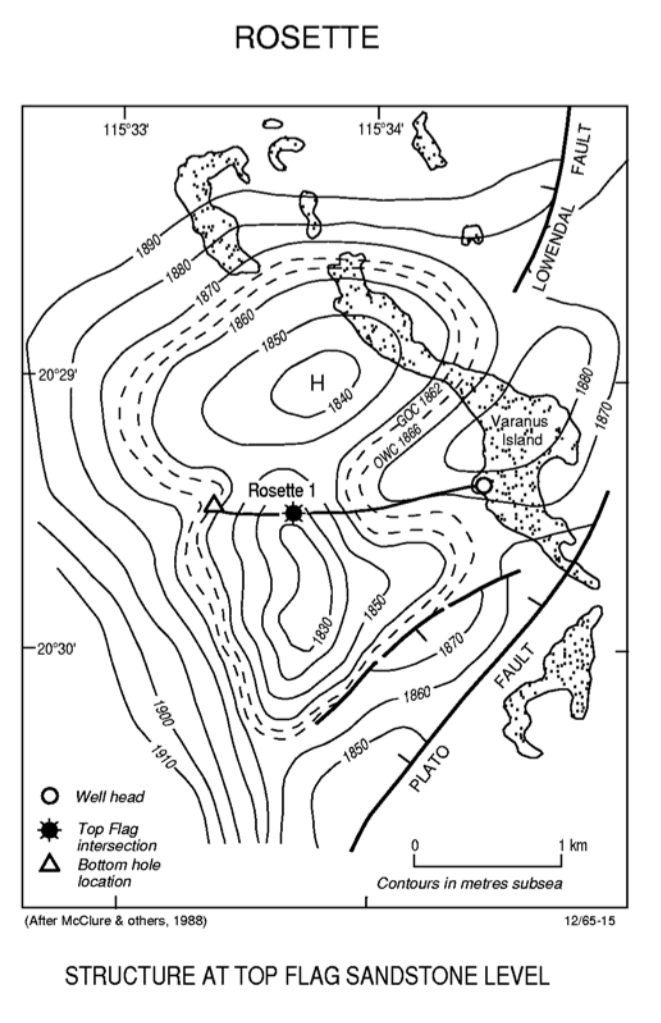 ROSETTE
115°33'
115°34'
FAULT
LOWENDAL
1890
1880
1870
1860
1850
H
1840
20°29'
GOC 1862
OWC 1866
1880
1870
Varanus
Island
Rosette 1
1830
1850
20°30'
1870
FAULT
1860
1900
1910
1850
PLATO
Well head
Top Flag
intersection
Bottom hole
location
0
1 km
Contours in metres subsea
(After McClure & others, 1988)
12/65-15
STRUCTURE AT TOP FLAG SANDSTONE LEVEL